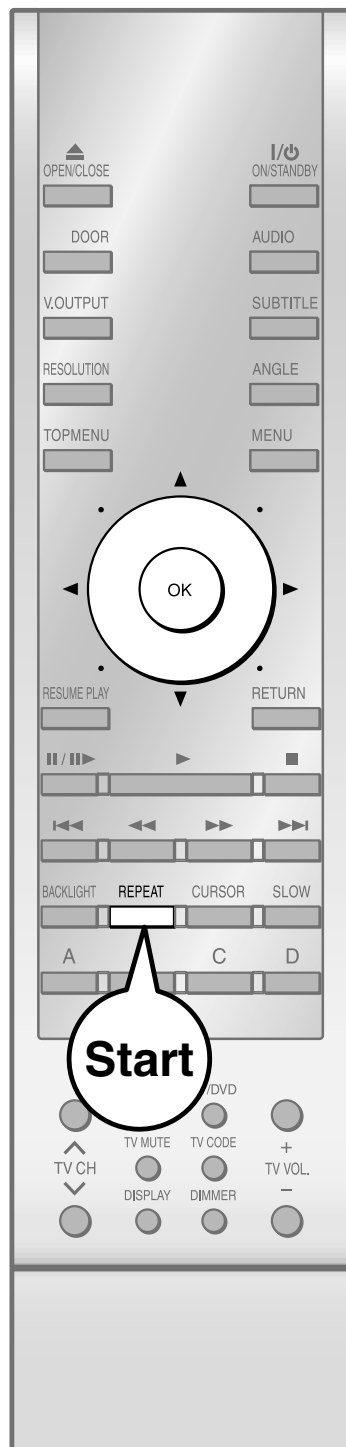 I/⏻
OPEN/CLOSE ON/STANDBY
DOOR AUDIO
V.OUTPUT SUBTITLE
RESOLUTION ANGLE
TOPMENU MENU
OK
RESUME PLAY RETURN
BACKLIGHT REPEAT CURSOR SLOW
A C D
Start
/DVD
TV MUTE TV CODE +
TV CH TV VOL.
DISPLAY DIMMER −